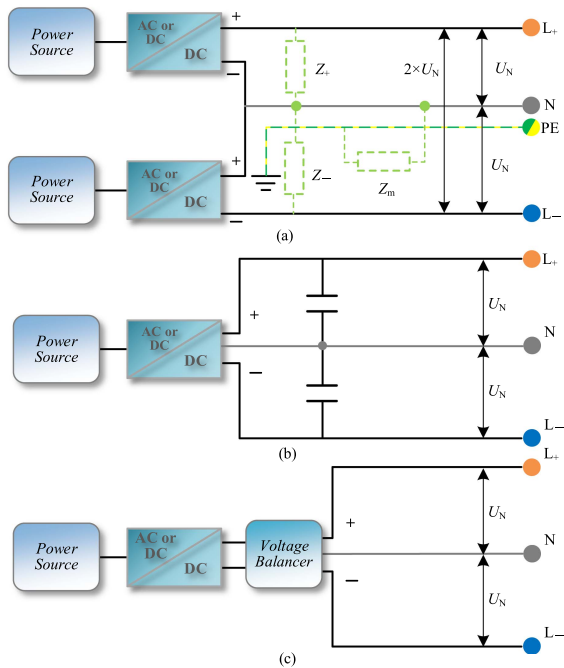 Power Source
AC or DC
DC
+
−
Z+
2×UN
UN
L+
N
PE
Power Source
AC or DC
DC
+
−
Z−
Zm
UN
L−
(a)
L+
Power Source
AC or DC
DC
+
−
UN
N
UN
L−
(b)
L+
Power Source
AC or DC
DC
Voltage Balancer
+
−
UN
N
UN
L−
(c)